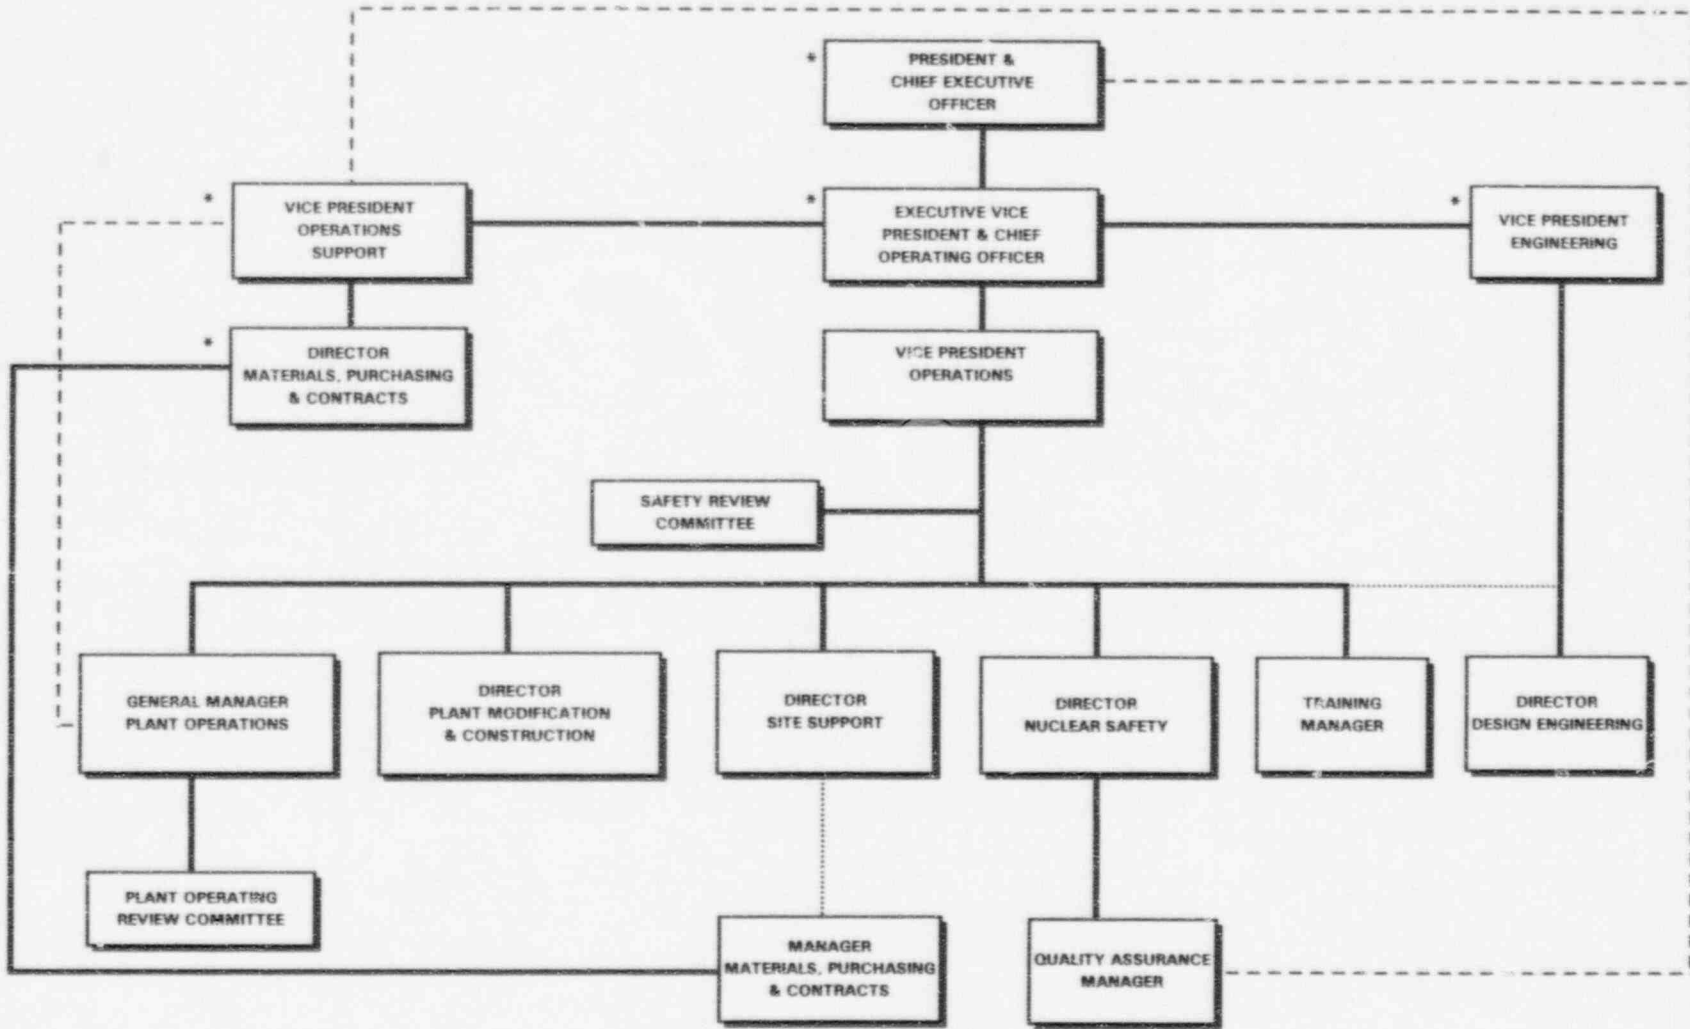 *
PRESIDENT &
CHIEF EXECUTIVE
OFFICER
*
VICE PRESIDENT
OPERATIONS
SUPPORT
*
EXECUTIVE VICE
PRESIDENT & CHIEF
OPERATING OFFICER
*
VICE PRESIDENT
ENGINEERING
*
DIRECTOR
MATERIALS, PURCHASING
& CONTRACTS
VICE PRESIDENT
OPERATIONS
SAFETY REVIEW
COMMITTEE
GENERAL MANAGER
PLANT OPERATIONS
DIRECTOR
PLANT MODIFICATION
& CONSTRUCTION
DIRECTOR
SITE SUPPORT
DIRECTOR
NUCLEAR SAFETY
TRAINING
MANAGER
DIRECTOR
DESIGN ENGINEERING
PLANT OPERATING
REVIEW COMMITTEE
MANAGER
MATERIALS, PURCHASING
& CONTRACTS
QUALITY ASSURANCE
MANAGER